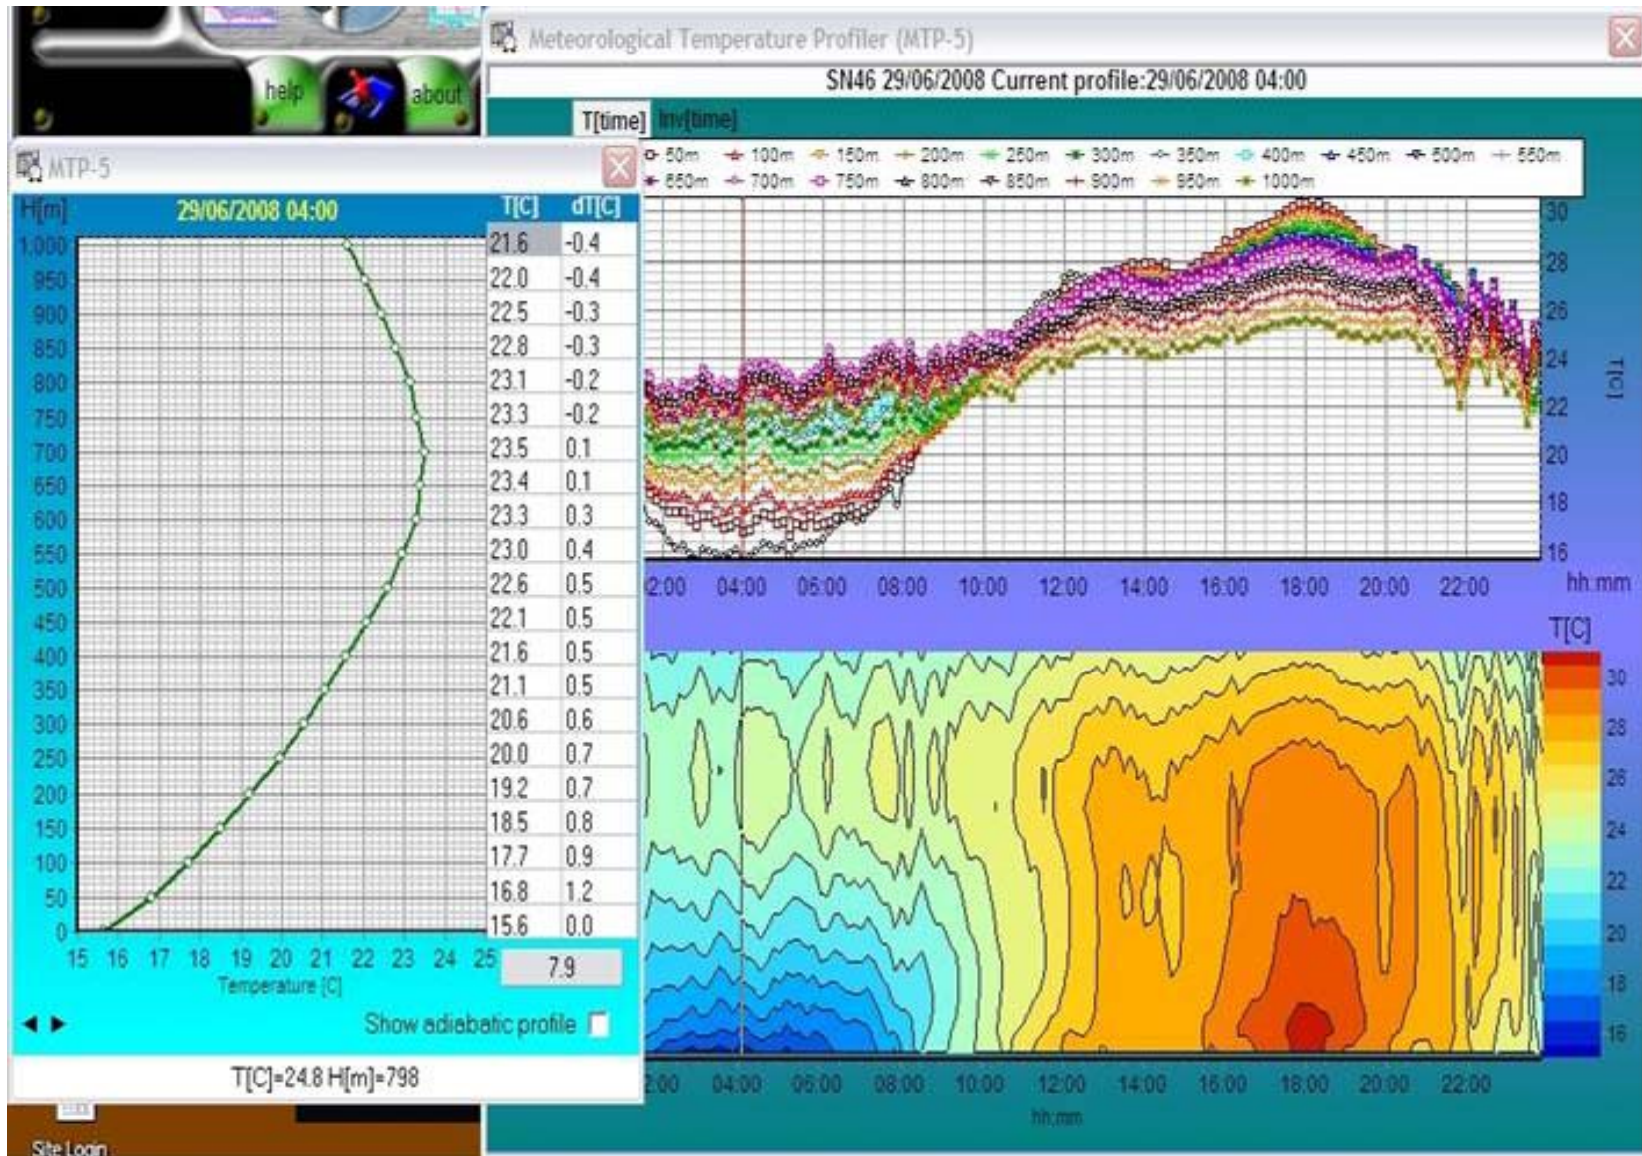 help
about
Meteorological Temperature Profiler (MTP-5)
SN46 29/06/2008 Current profile:29/06/2008 04:00
T[time] Inv[time]
50m 100m 150m 200m 250m 300m 350m 400m 450m 500m 550m
650m 700m 750m 800m 850m 900m 950m 1000m
MTP-5
H[m] 29/06/2008 04:00 T[C] dT[C]
1,000 21.6 -0.4
950 22.0 -0.4
900 22.5 -0.3
850 22.8 -0.3
800 23.1 -0.2
750 23.3 -0.2
700 23.5 0.1
650 23.4 0.1
600 23.3 0.3
550 23.0 0.4
500 22.6 0.5
450 22.1 0.5
400 21.6 0.5
350 21.1 0.5
300 20.6 0.6
250 20.0 0.7
200 19.2 0.7
150 18.5 0.8
100 17.7 0.9
50 16.8 1.2
0 15.6 0.0
15 16 17 18 19 20 21 22 23 24 25
7.9
Temperature [C]
Show adiabatic profile
T[C]=24.8 H[m]=798
30
28
26
24
22
20
18
16
T[C]
02:00 04:00 06:00 08:00 10:00 12:00 14:00 16:00 18:00 20:00 22:00 hh:mm
T[C]
30
28
26
24
22
20
18
16
2:00 04:00 06:00 08:00 10:00 12:00 14:00 16:00 18:00 20:00 22:00
hh:mm
Site Login